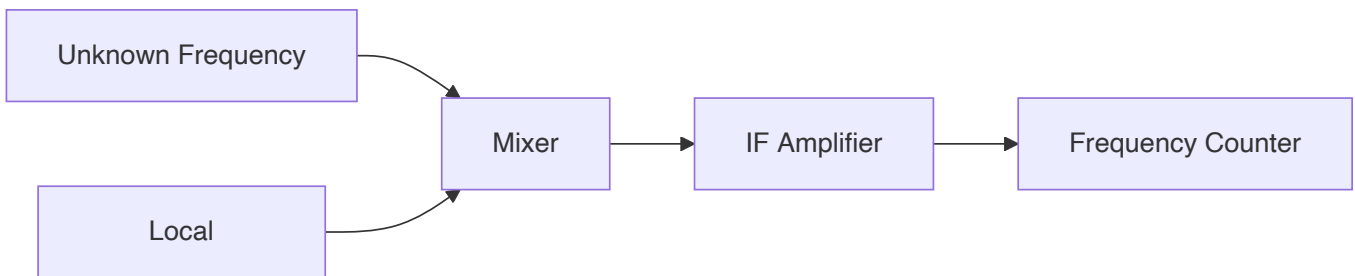 Unknown Frequency
Local
Mixer
IF Amplifier
Frequency Counter